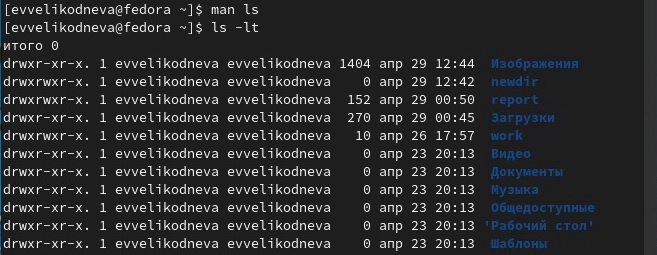 [evvelikodneva@fedora ~]$ man ls
[evvelikodneva@fedora ~]$ ls -lt
итого 0
drwxr-xr-x. 1 evvelikodneva evvelikodneva 1404 апр 29 12:44  Изображения
drwxrwxr-x. 1 evvelikodneva evvelikodneva    0 апр 29 12:42  newdir
drwxrwxr-x. 1 evvelikodneva evvelikodneva  152 апр 29 00:50  report
drwxr-xr-x. 1 evvelikodneva evvelikodneva  270 апр 29 00:45  Загрузки
drwxrwxr-x. 1 evvelikodneva evvelikodneva   10 апр 26 17:57  work
drwxr-xr-x. 1 evvelikodneva evvelikodneva    0 апр 23 20:13  Видео
drwxr-xr-x. 1 evvelikodneva evvelikodneva    0 апр 23 20:13  Документы
drwxr-xr-x. 1 evvelikodneva evvelikodneva    0 апр 23 20:13  Музыка
drwxr-xr-x. 1 evvelikodneva evvelikodneva    0 апр 23 20:13  Общедоступные
drwxr-xr-x. 1 evvelikodneva evvelikodneva    0 апр 23 20:13 'Рабочий стол'
drwxr-xr-x. 1 evvelikodneva evvelikodneva    0 апр 23 20:13  Шаблоны